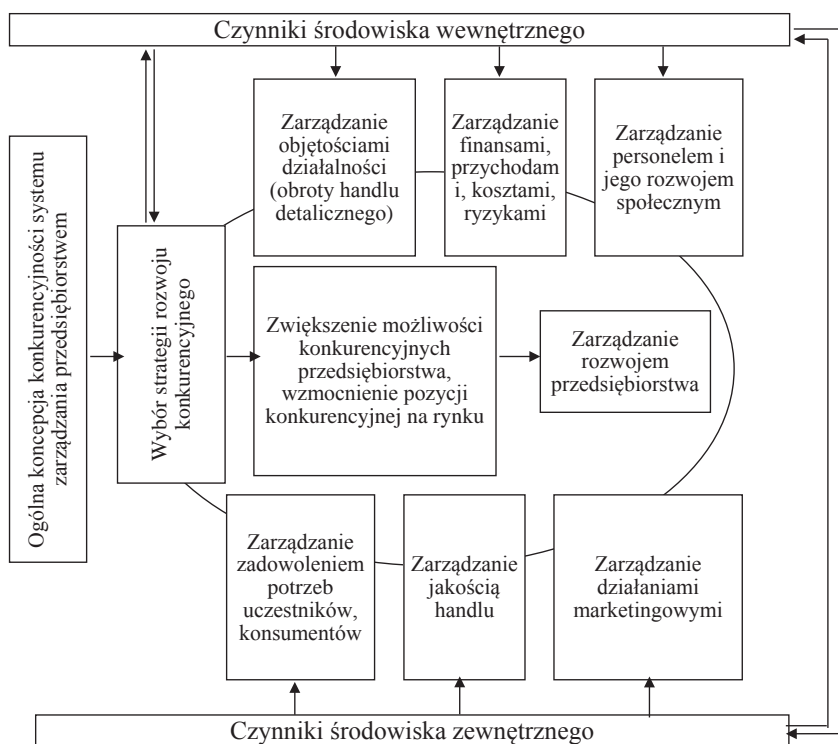 Czynniki środowiska wewnętrznego
Zarządzanie
objętościami
działalności
(obroty handlu
detalicznego)
Zarządzanie
finansami,
przychodam
i, kosztami,
ryzykami
Zarządzanie
personelem i
jego rozwojem
społecznym
Ogólna koncepcja konkurencyjności systemu
zarządzania przedsiębiorstwem
Wybór strategii rozwoju
konkurencyjnego
Zwiększenie możliwości
konkurencyjnych
przedsiębiorstwa,
wzmocnienie pozycji
konkurencyjnej na rynku
Zarządzanie
rozwojem
przedsiębiorstwa
Zarządzanie
zadowoleniem
potrzeb
uczestników,
konsumentów
Zarządzanie
jakością
handlu
Zarządzanie
działaniami
marketingowymi
Czynniki środowiska zewnętrznego